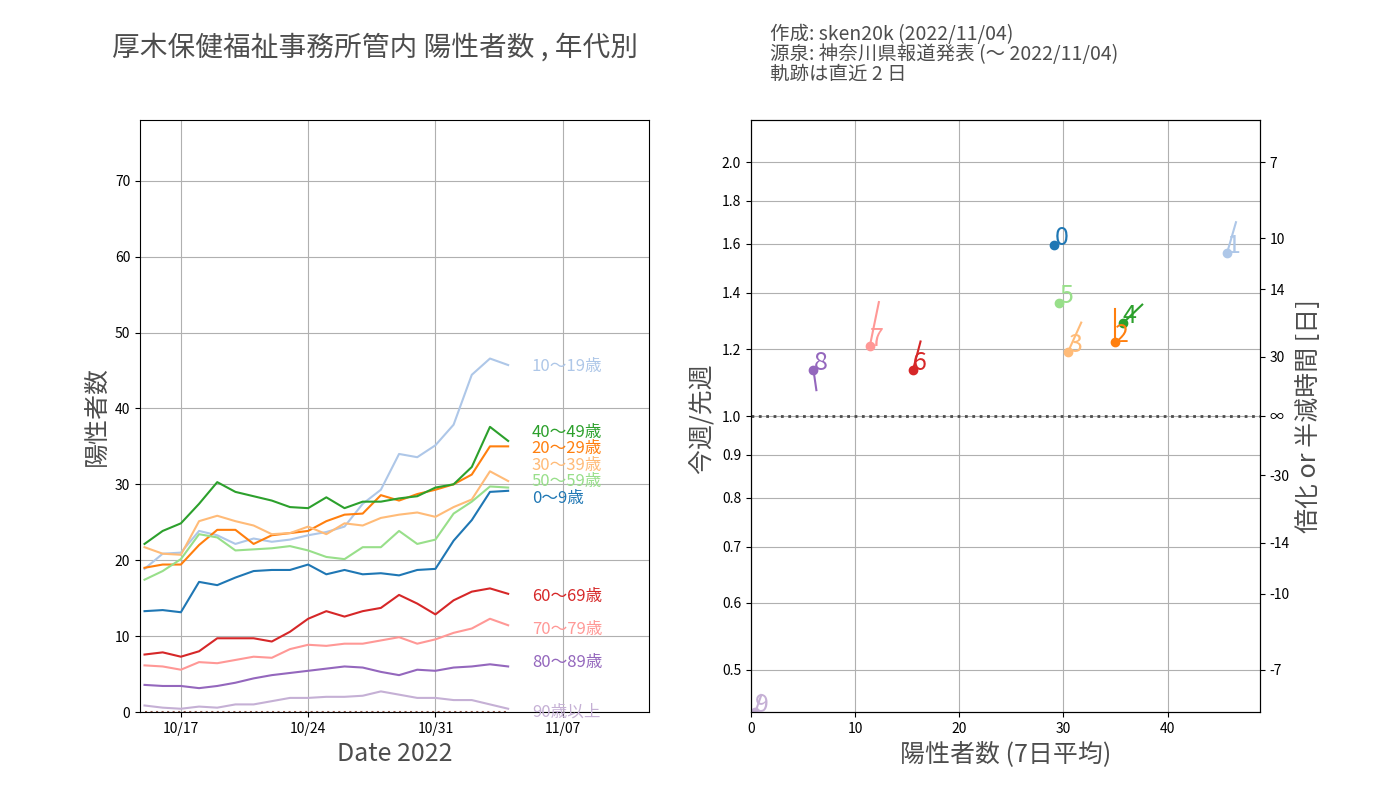 厚木保健福祉事務所管内 陽性者数 , 年代別
作成: sken20k (2022/11/04)
源泉: 神奈川県報道発表 (～ 2022/11/04)
軌跡は直近 2 日
陽性者数
70
60
50
40
30
20
10
0
10/17
10/24
10/31
11/07
Date 2022
10～19歳
40～49歳
20～29歳
30～39歳
50～59歳
0～9歳
60～69歳
70～79歳
80～89歳
90歳以上
今週/先週
2.0
1.8
1.6
1.4
1.2
1.0
0.9
0.8
0.7
0.6
0.5
0
1
5
4
2
3
7
6
8
9
0
10
20
30
40
陽性者数 (7日平均)
7
10
14
30
∞
-30
-14
-10
-7
倍化 or 半減時間 [日]